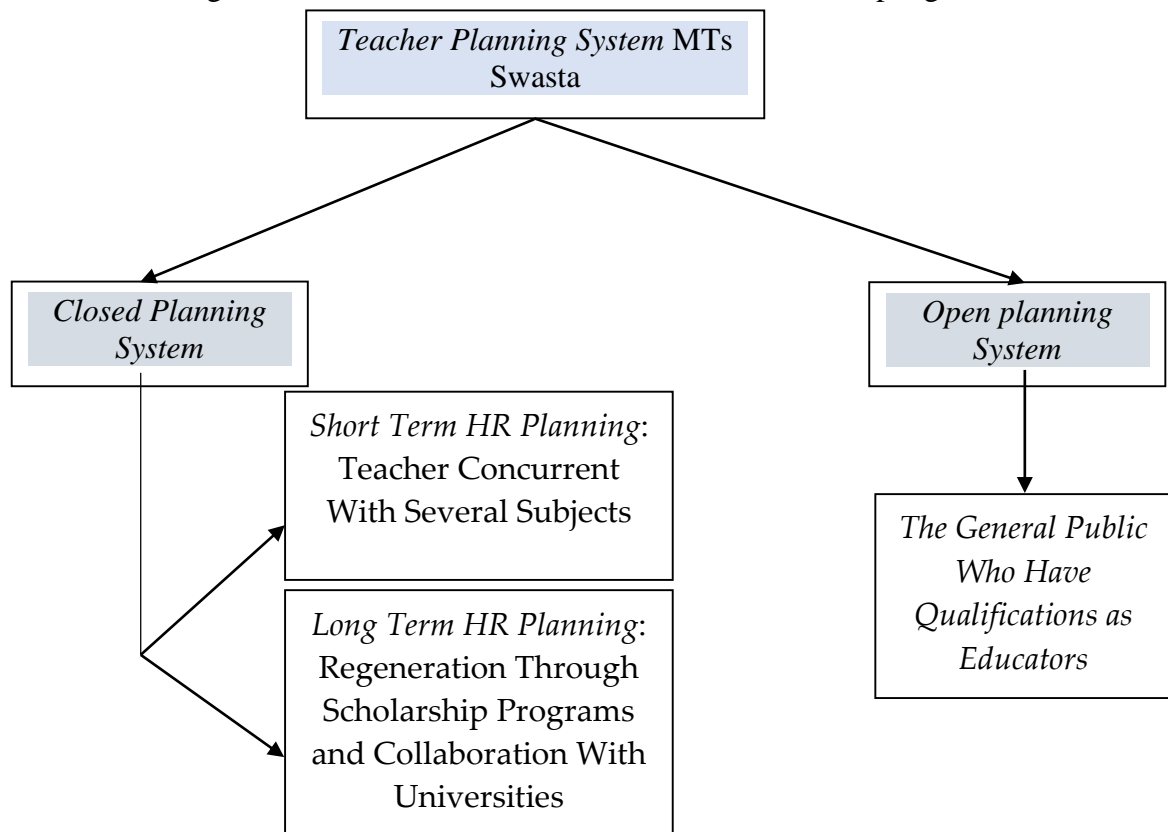 Teacher Planning System MTs
Swasta
Closed Planning
System
Open planning
System
Short Term HR Planning:
Teacher Concurrent
With Several Subjects
Long Term HR Planning:
Regeneration Through
Scholarship Programs
and Collaboration With
Universities
The General Public
Who Have
Qualifications as
Educators